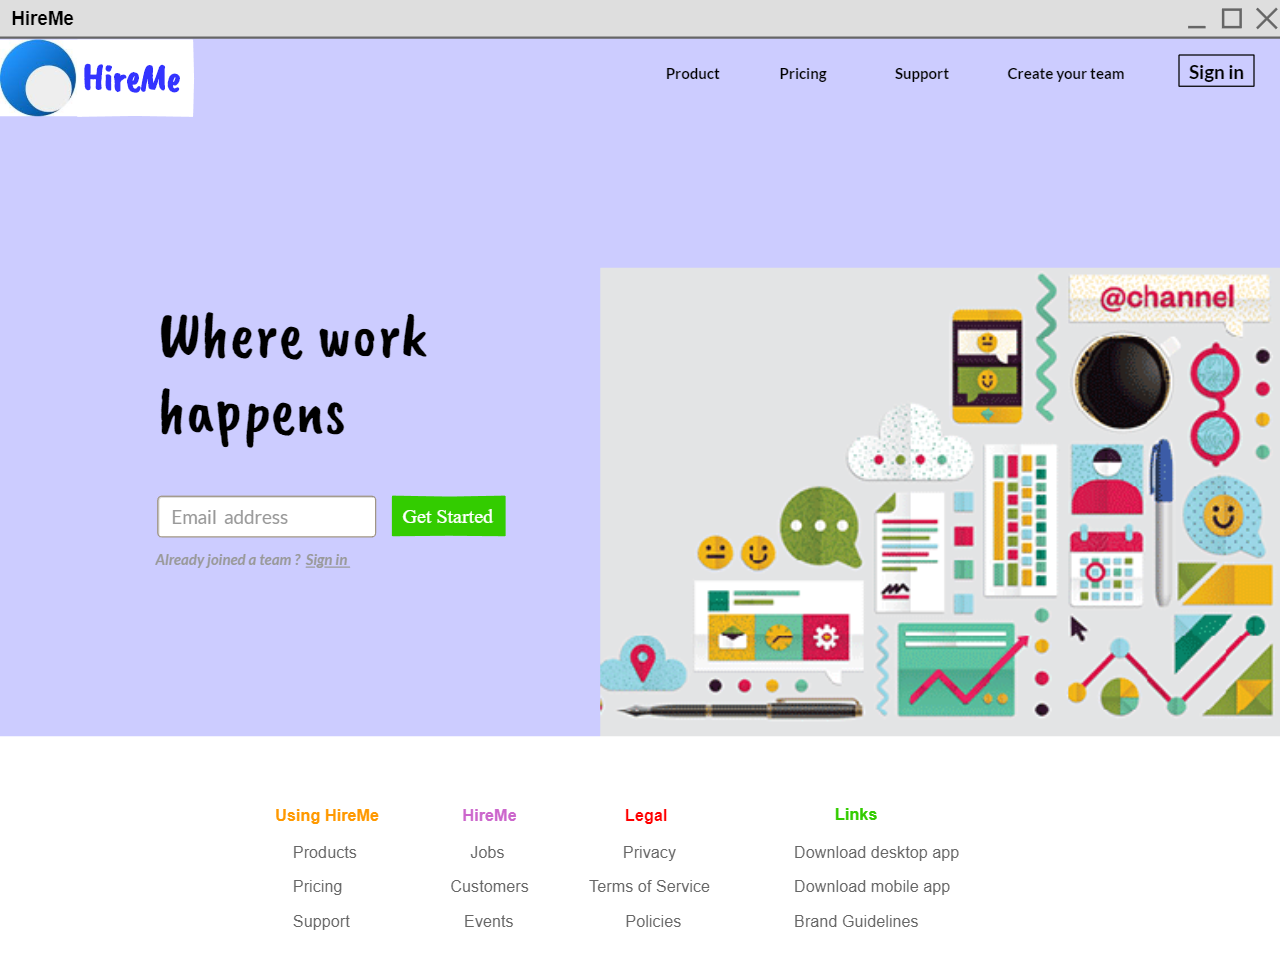 HireMe
HireMe
Product Pricing Support Create your team Sign in
@channel
Where work
happens
Email address Get Started
Already joined a team ? Sign in
Using HireMe HireMe Legal Links
Products Jobs Privacy Download desktop app
Pricing Customers Terms of Service Download mobile app
Support Events Policies Brand Guidelines